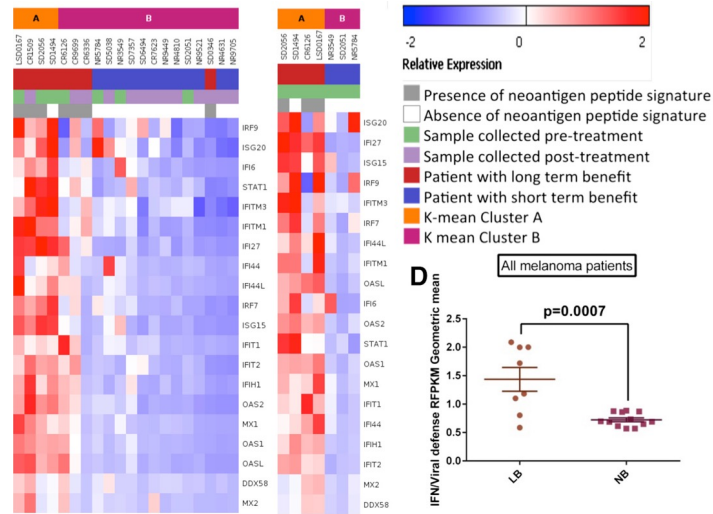 A B
LSD0167 CR1509 SD2056 SD1494 CR6126 CR9699 CR6336 NR5784 SD5038 NR3549 SD7357 SD6494 CR7623 NR9449 NR4810 SD2051 NR9521 SD0346 NR4631 NR9705
IRF9
ISG20
IFI6
STAT1
IFITM3
IFITM1
IFI27
IFI44
IFI44L
IRF7
ISG15
IFIT1
IFIT2
IFIH1
OAS2
MX1
OAS1
OASL
DDX58
MX2
A B
SD2056 SD1494 CR6126 LSD0167 NR3549 SD2051 NR5784
ISG20
IFI27
ISG15
IRF9
IFITM3
IRF7
IFI44L
IFITM1
OASL
IFI6
OAS2
STAT1
OAS1
MX1
IFIT1
IFI44
IFIH1
IFIT2
MX2
DDX58
-2 0 2
Relative Expression
Presence of neoantigen peptide signature
Absence of neoantigen peptide signature
Sample collected pre-treatment
Sample collected post-treatment
Patient with long term benefit
Patient with short term benefit
K-mean Cluster A
K mean Cluster B
D
All melanoma patients
p=0.0007
IFN/Viral defense RFPKM Geometric mean
2.5
2.0
1.5
1.0
0.5
0.0
LB NB